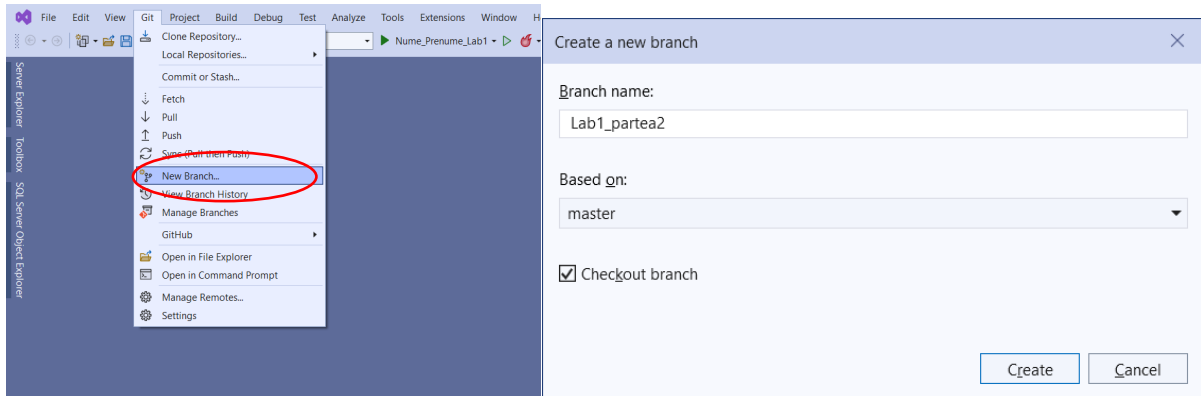 File Edit View Git Project Build Debug Test Analyze Tools Extensions Window H
Nume_Prenume_Lab1
Server Explorer
Toolbox
SQL Server Object Explorer
Clone Repository...
Local Repositories...
Commit or Stash...
Fetch
Pull
Push
Sync (Pull then Push)
New Branch...
View Branch History
Manage Branches
GitHub
Open in File Explorer
Open in Command Prompt
Manage Remotes...
Settings
Create a new branch
Branch name:
Lab1_partea2
Based on:
master
Checkout branch
Create Cancel